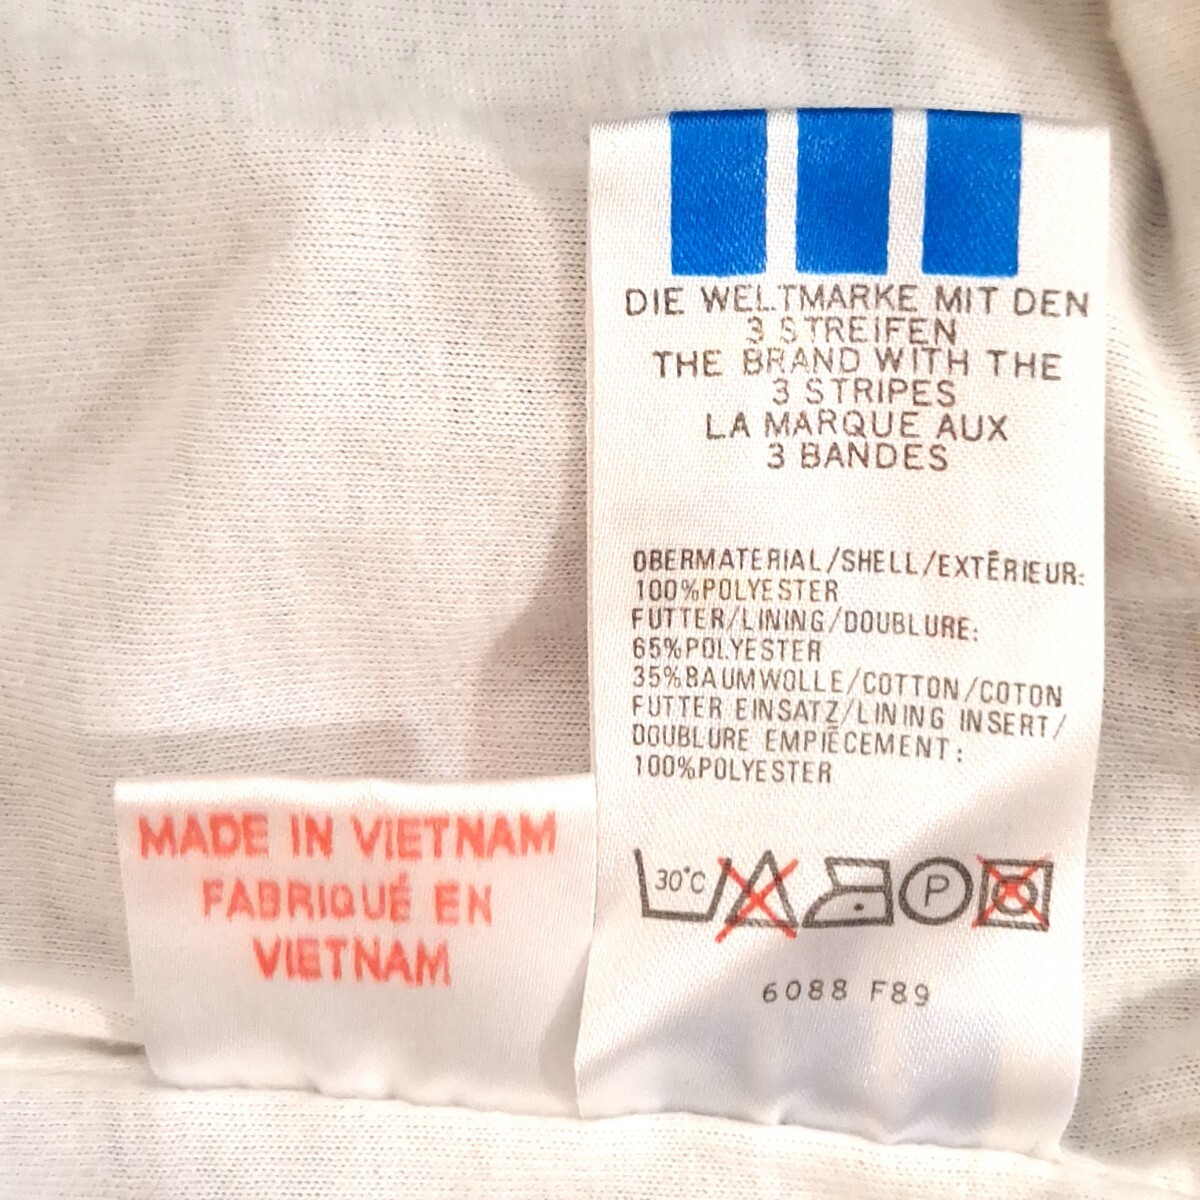 DIE WELTMARKE MIT DEN
3 STREIFEN
THE BRAND WITH THE
3 STRIPES
LA MARQUE AUX
3 BANDES
OBERMATERIAL/SHELL/EXTĒRIEUR:
100%POLYESTER
FUTTER/LINING/DOUBLURE:
65%POLYESTER
35%BAUMWOLLE/COTTON/COTON
FUTTER EINSATZ/LINING INSERT/
DOUBLURE EMPIĒCEMENT:
100%POLYESTER
30°C
P
6088 F89
MADE IN VIETNAM
FABRIQUÉ EN
VIETNAM